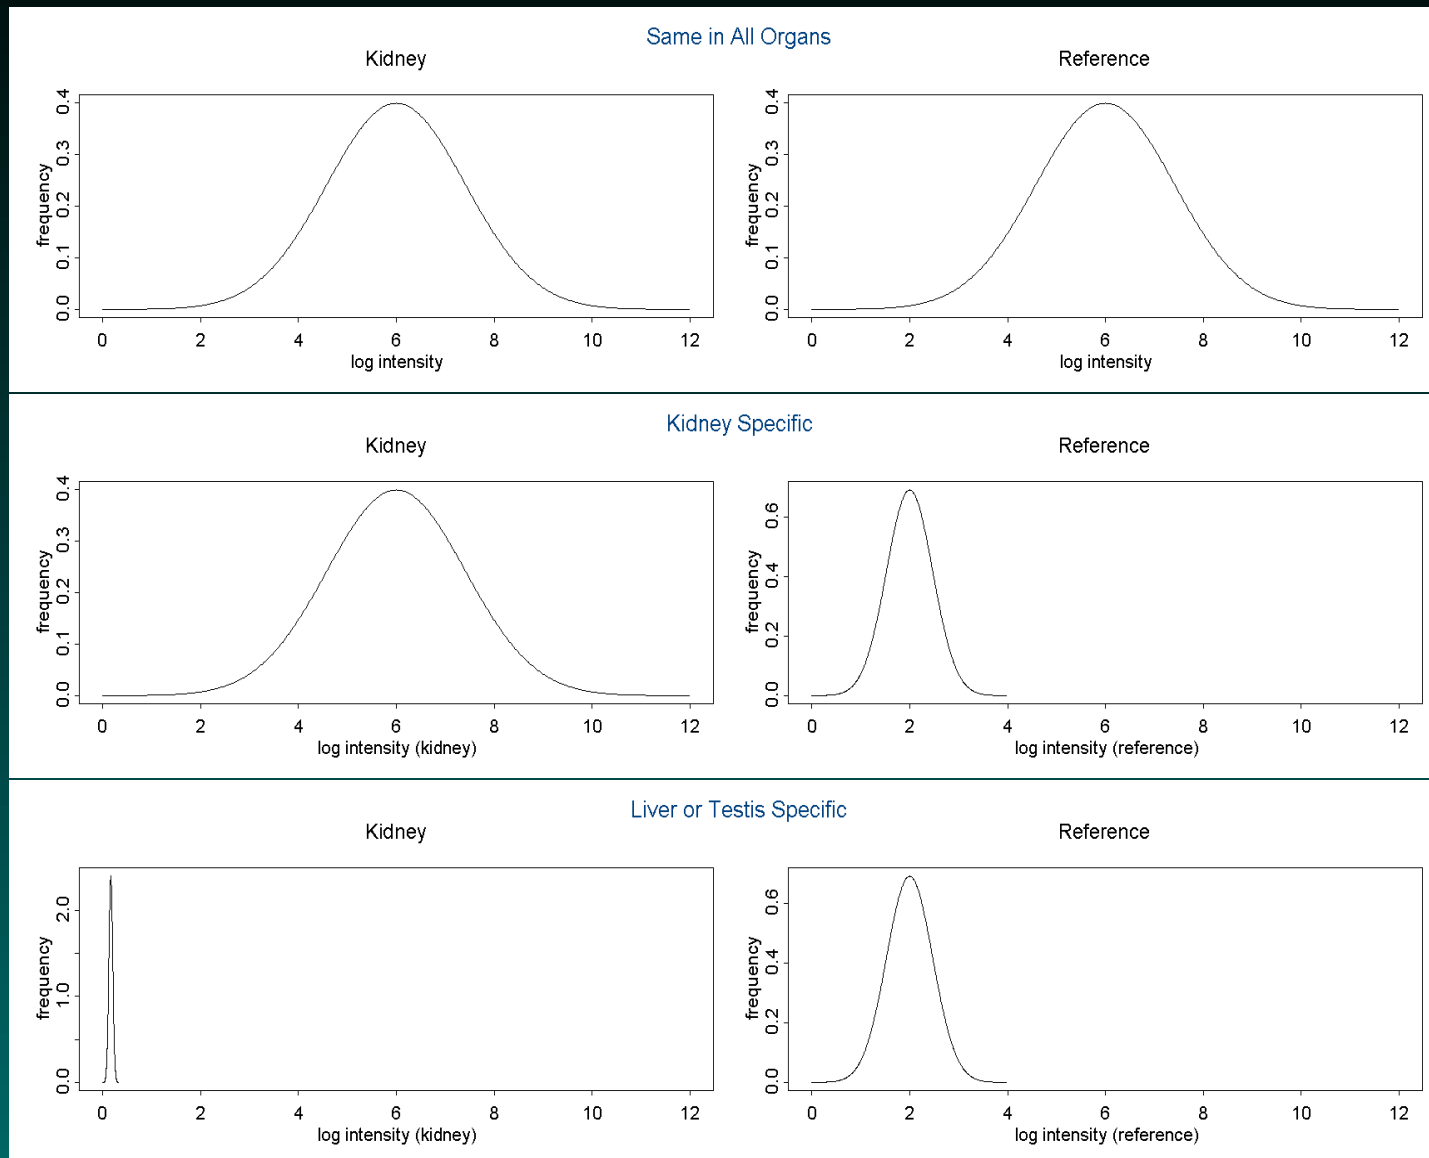 Same in All Organs
Kidney
Reference
frequency
0.0 0.1 0.2 0.3 0.4
0 2 4 6 8 10 12
log intensity
frequency
0.0 0.1 0.2 0.3 0.4
0 2 4 6 8 10 12
log intensity
Kidney Specific
Kidney
Reference
frequency
0.0 0.1 0.2 0.3 0.4
0 2 4 6 8 10 12
log intensity (kidney)
frequency
0.0 0.2 0.4 0.6
0 2 4 6 8 10 12
log intensity (reference)
Liver or Testis Specific
Kidney
Reference
frequency
0.0 1.0 2.0
0 2 4 6 8 10 12
log intensity (kidney)
frequency
0.0 0.2 0.4 0.6
0 2 4 6 8 10 12
log intensity (reference)